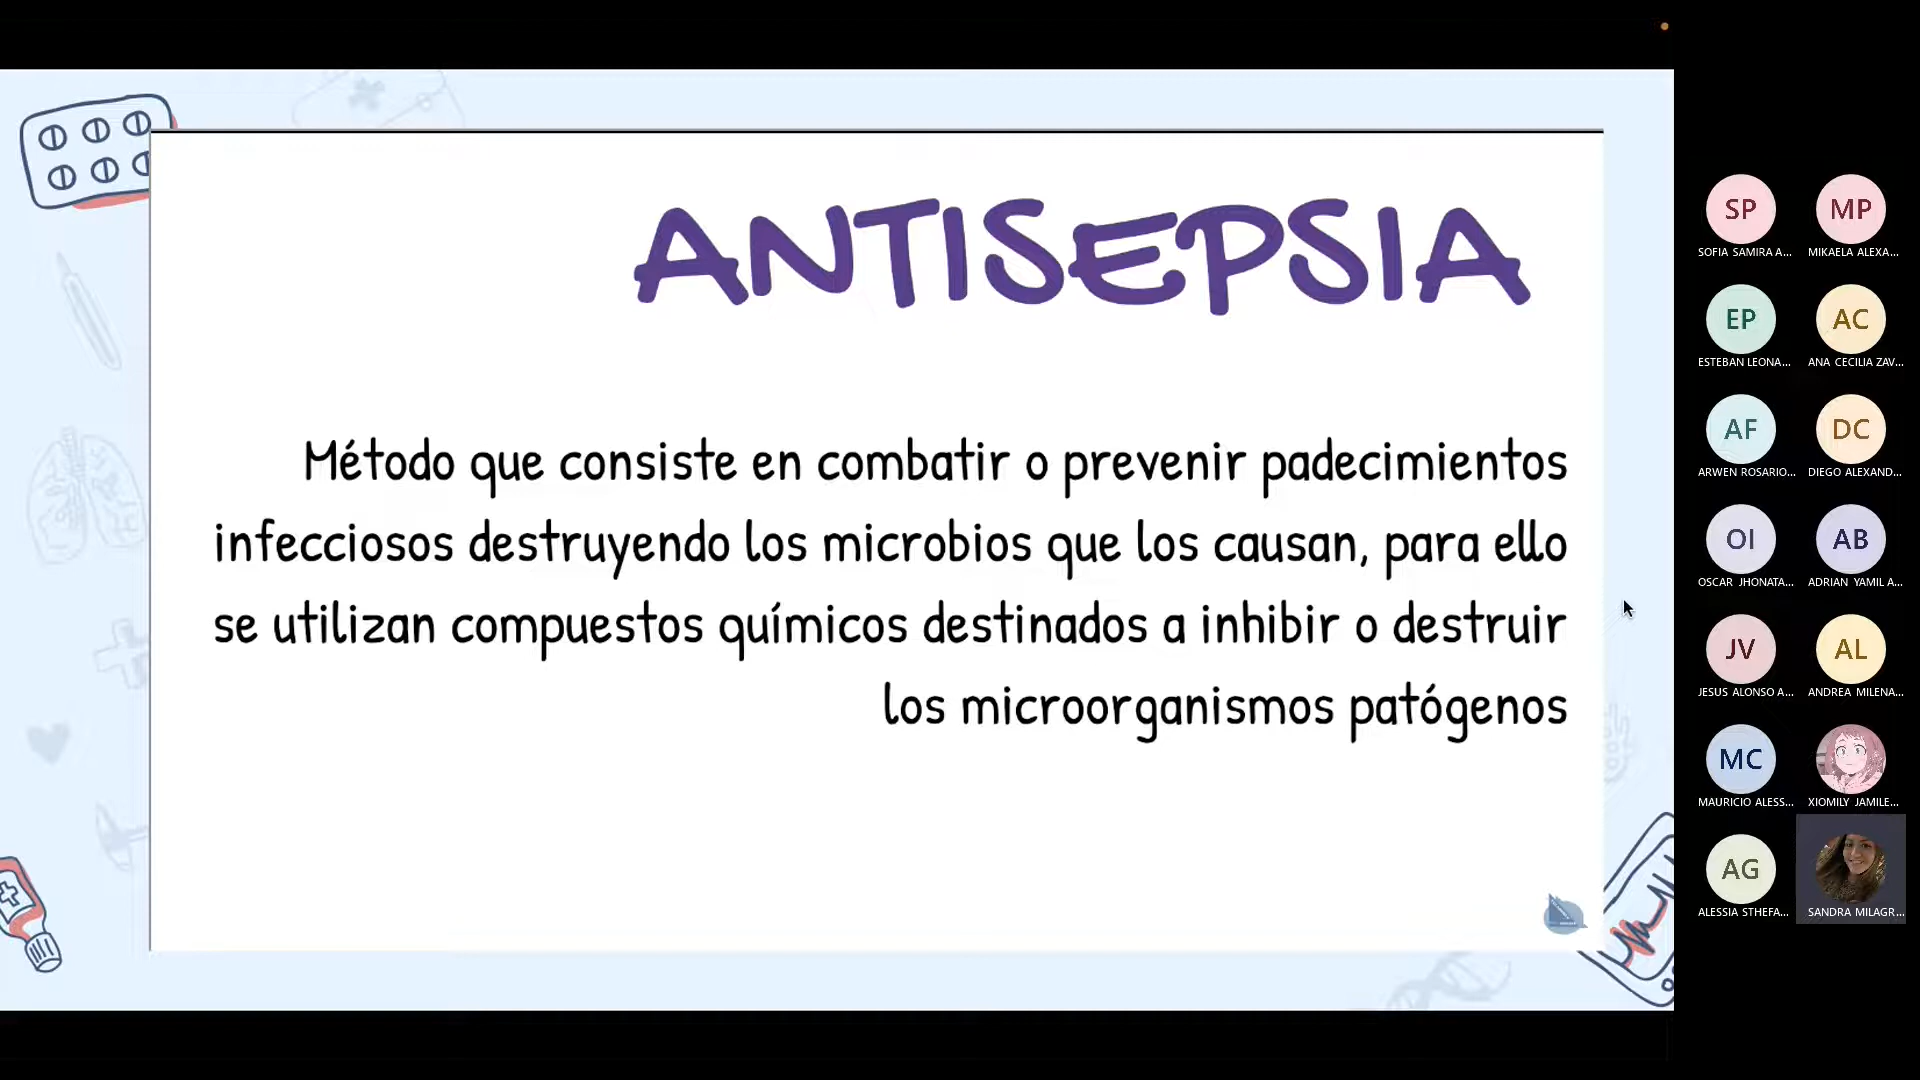 ANTISEPSIA
Método que consiste en combatir o prevenir padecimientos
infecciosos destruyendo los microbios que los causan, para ello
se utilizan compuestos químicos destinados a inhibir o destruir
los microorganismos patógenos
SP
MP
SOFIA SAMIRA A...
MIKAELA ALEXA...
EP
AC
ESTEBAN LEONA...
ANA CECILIA ZAV...
AF
DC
ARWEN ROSARIO...
DIEGO ALEXAND...
OI
AB
OSCAR JHONATA...
ADRIAN YAMIL A...
JV
AL
JESUS ALONSO A...
ANDREA MILENA...
MC
MAURICIO ALESS...
XIOMILY JAMILE...
AG
ALESSIA STHEFA...
SANDRA MILAGR...